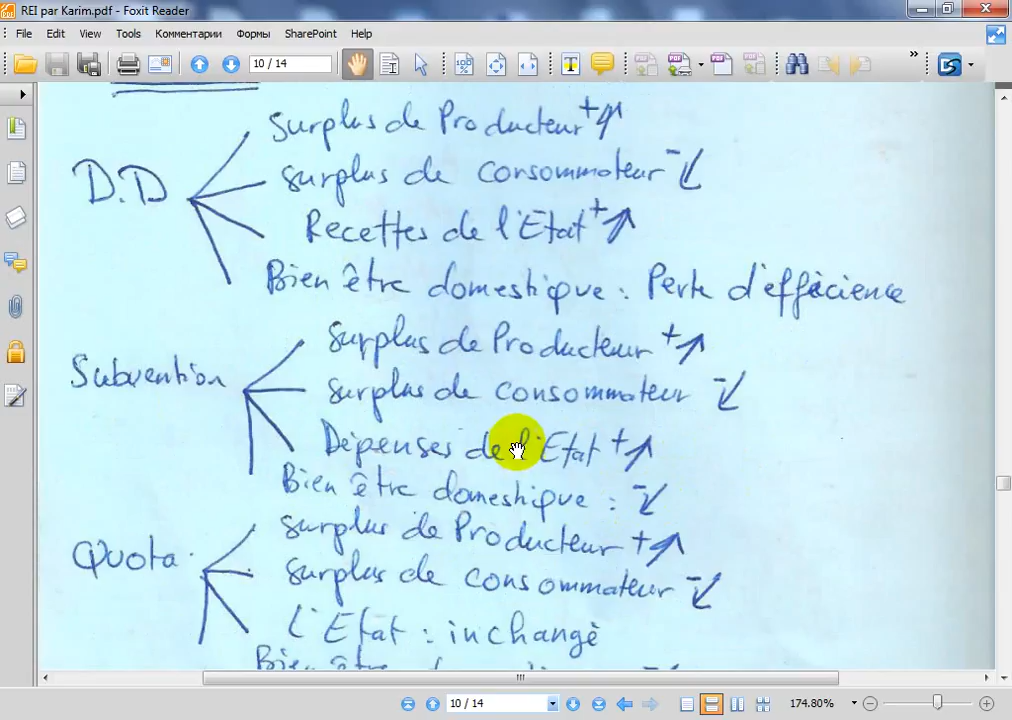 REI par Karim.pdf - Foxit Reader
File Edit View Tools Комментарии Формы SharePoint Help
10 / 14
D.D
Surplus de Producteur +
surplus de consommateur -
Recettes de l'Etat +
Bien être domestique : Perte d'efficience
Subvention
surplus de Producteur +
surplus de consommateur -
Dépenses de l'Etat +
Bien être domestique : -
Quota
surplus de Producteur +
surplus de consommateur -
l'Etat : inchangé
Bien être
10 / 14
174.80%